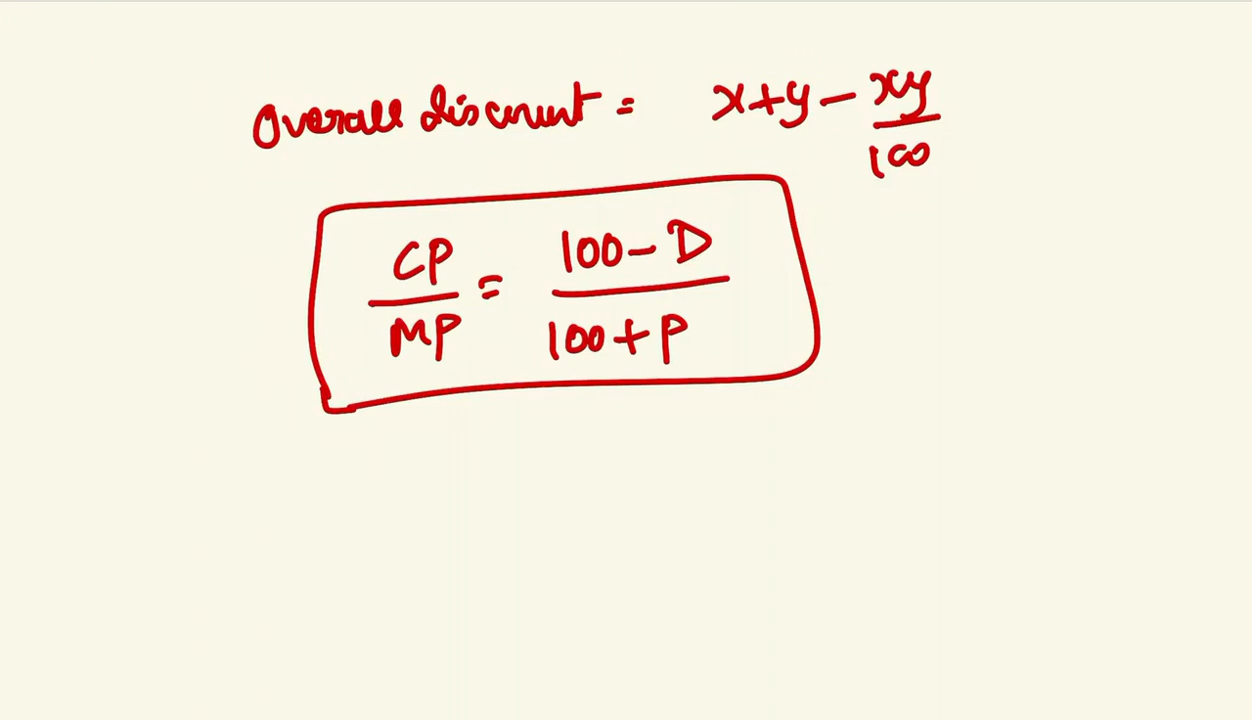 Overall discount = x+y - xy/100
CP/MP = 100 - D/100 + P